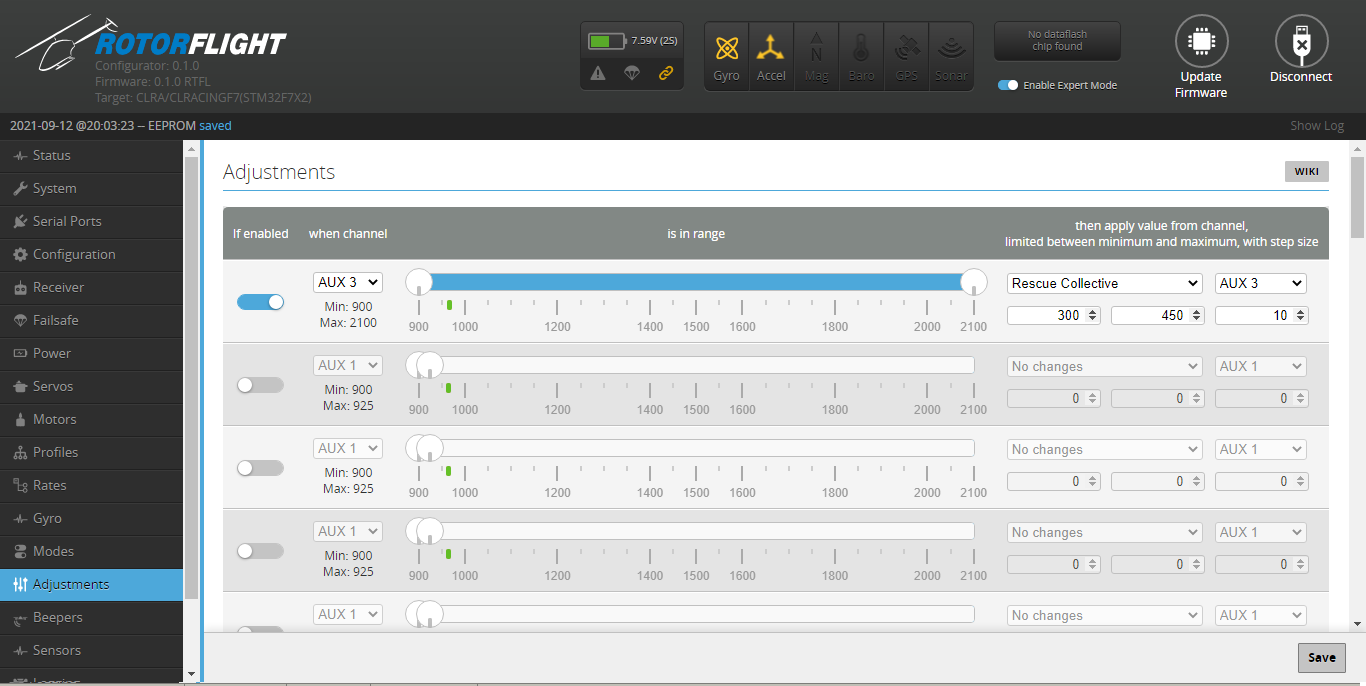 ROTORFLIGHT
Configurator: 0.1.0
Firmware: 0.1.0 RTFL
Target: CLRA/CLRACINGF7(STM32F7X2)
7.59V (2S)
Gyro Accel Mag Baro GPS Sonar
N
No dataflash
chip found
Enable Expert Mode
Update
Firmware
Disconnect
2021-09-12 @20:03:23 -- EEPROM saved
Show Log
Status
System
Serial Ports
Configuration
Receiver
Failsafe
Power
Servos
Motors
Profiles
Rates
Gyro
Modes
Adjustments
Beepers
Sensors
Adjustments
WIKI
If enabled
when channel
is in range
then apply value from channel,
limited between minimum and maximum, with step size
AUX 3
Min: 900
Max: 2100
900 1000 1200 1400 1500 1600 1800 2000 2100
Rescue Collective AUX 3
300 450 10
AUX 1
Min: 900
Max: 925
900 1000 1200 1400 1500 1600 1800 2000 2100
No changes AUX 1
0 0 0
AUX 1
Min: 900
Max: 925
900 1000 1200 1400 1500 1600 1800 2000 2100
No changes AUX 1
0 0 0
AUX 1
Min: 900
Max: 925
900 1000 1200 1400 1500 1600 1800 2000 2100
No changes AUX 1
0 0 0
AUX 1
No changes AUX 1
Save